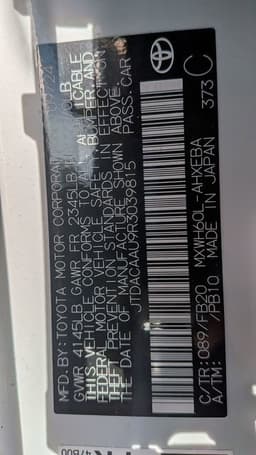 MFD.BY:TOYOTA MOTOR CORPORATION
GVWR 4145LB GAWR FR 2345LB
THIS VEHICLE CONFORMS TO ALL APPLICABLE
FEDERAL MOTOR VEHICLE SAFETY, BUMPER, AND
THEFT PREVENTION STANDARDS IN EFFECT ON
THE DATE OF MANUFACTURE SHOWN ABOVE.
JTDACAAU9R3039815 PASS.CAR
C/TR:089/FB20 MXWH60L-AHXEBA
A/TM: /PB10 MADE IN JAPAN 373 C
47B00